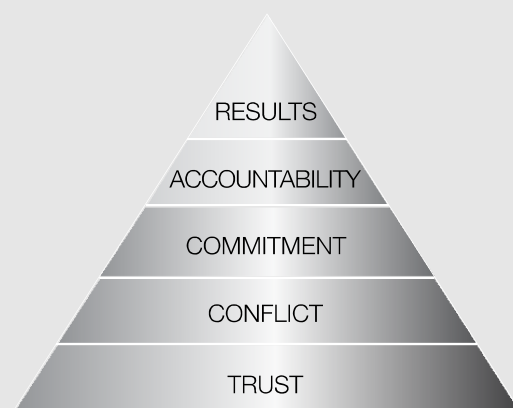 RESULTS
ACCOUNTABILITY
COMMITMENT
CONFLICT
TRUST